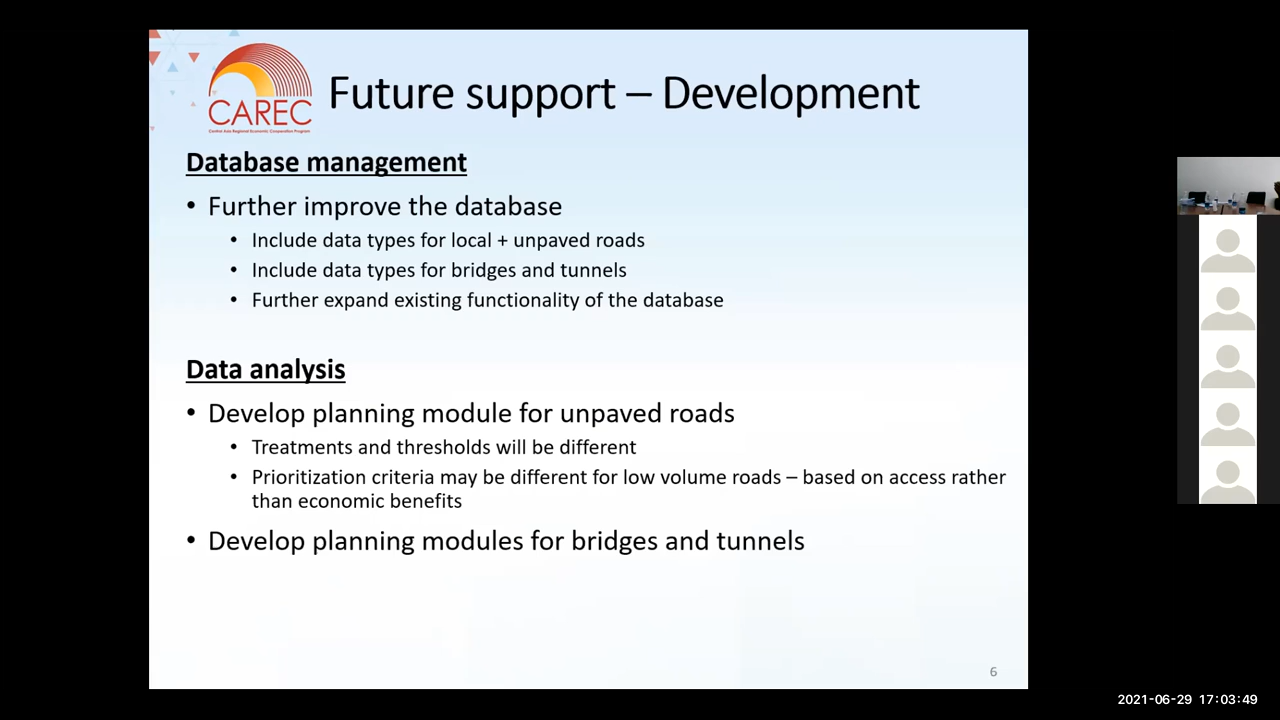 CAREC
Central Asia Regional Economic Cooperation Program
Future support – Development
Database management
• Further improve the database
• Include data types for local + unpaved roads
• Include data types for bridges and tunnels
• Further expand existing functionality of the database
Data analysis
• Develop planning module for unpaved roads
• Treatments and thresholds will be different
• Prioritization criteria may be different for low volume roads – based on access rather
than economic benefits
• Develop planning modules for bridges and tunnels
6
2021-06-29 17:03:49